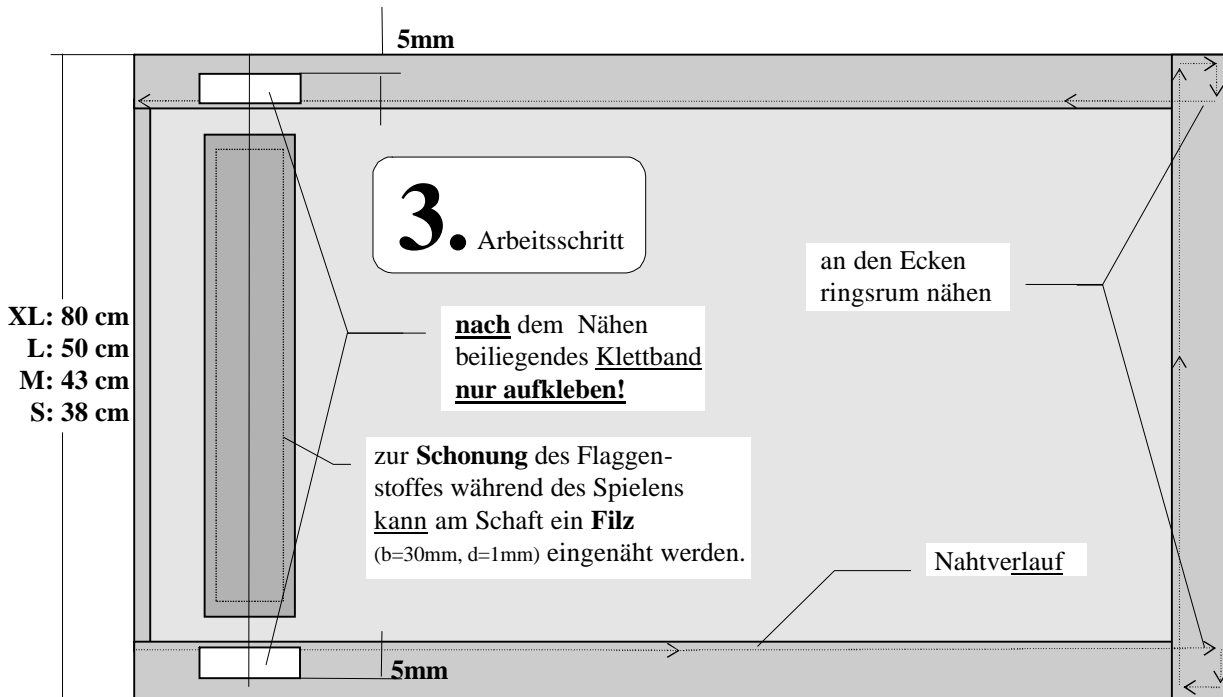 5mm
3. Arbeitsschritt
an den Ecken
ringsrum nähen
XL: 80 cm
L: 50 cm
M: 43 cm
S: 38 cm
nach dem Nähen
beiliegendes Klettband
nur aufkleben!
zur Schonung des Flaggen-
stoffes während des Spielens
kann am Schaft ein Filz
(b=30mm, d=1mm) eingenäht werden.
Nahtverlauf
5mm